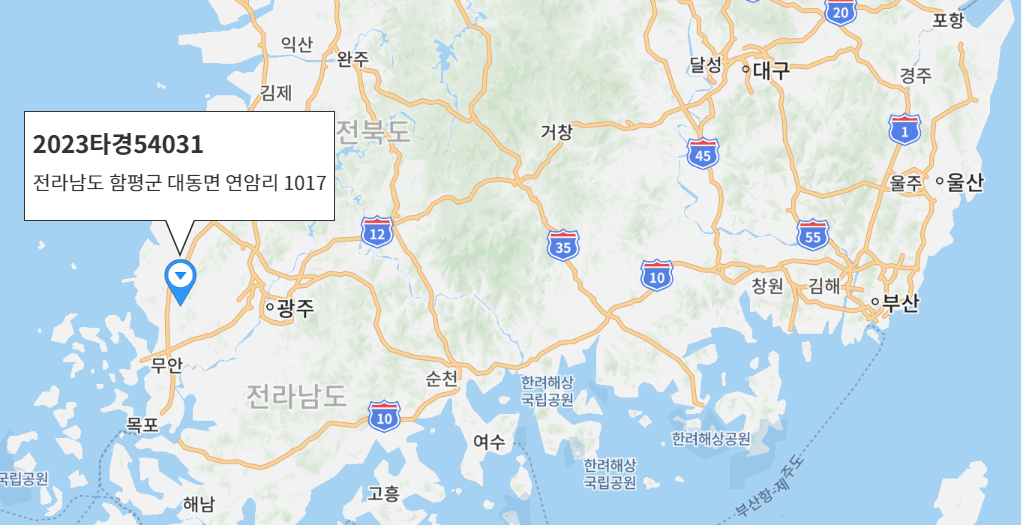 20
포항
익산
완주
달성
대구
경주
김제
2023타경54031
전라남도 함평군 대동면 연암리 1017
전북도
거창
1
45
울주
울산
12
35
55
10
창원
김해
부산
광주
무안
순천
한려해상
국립공원
전라남도
10
목포
여수
한려해상공원
한려해상
국립공원
국립공원
해남
고흥
부산항-제주도